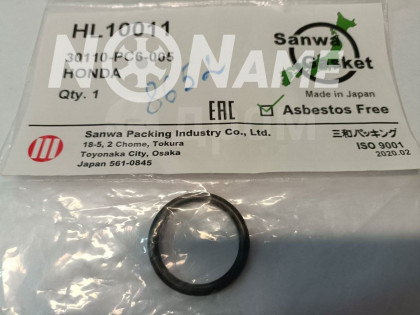 HL10011
30110-PC6-005
HONDA
Qty. 1
8052
Sanwa
Gasket
Made in Japan
EAC
Asbestos Free
NONAME
Sanwa Packing Industry Co., Ltd.
18-5, 2 Chome, Tokura
Toyonaka City, Osaka
Japan 561-0845
三和パッキング
ISO 9001
2020.02